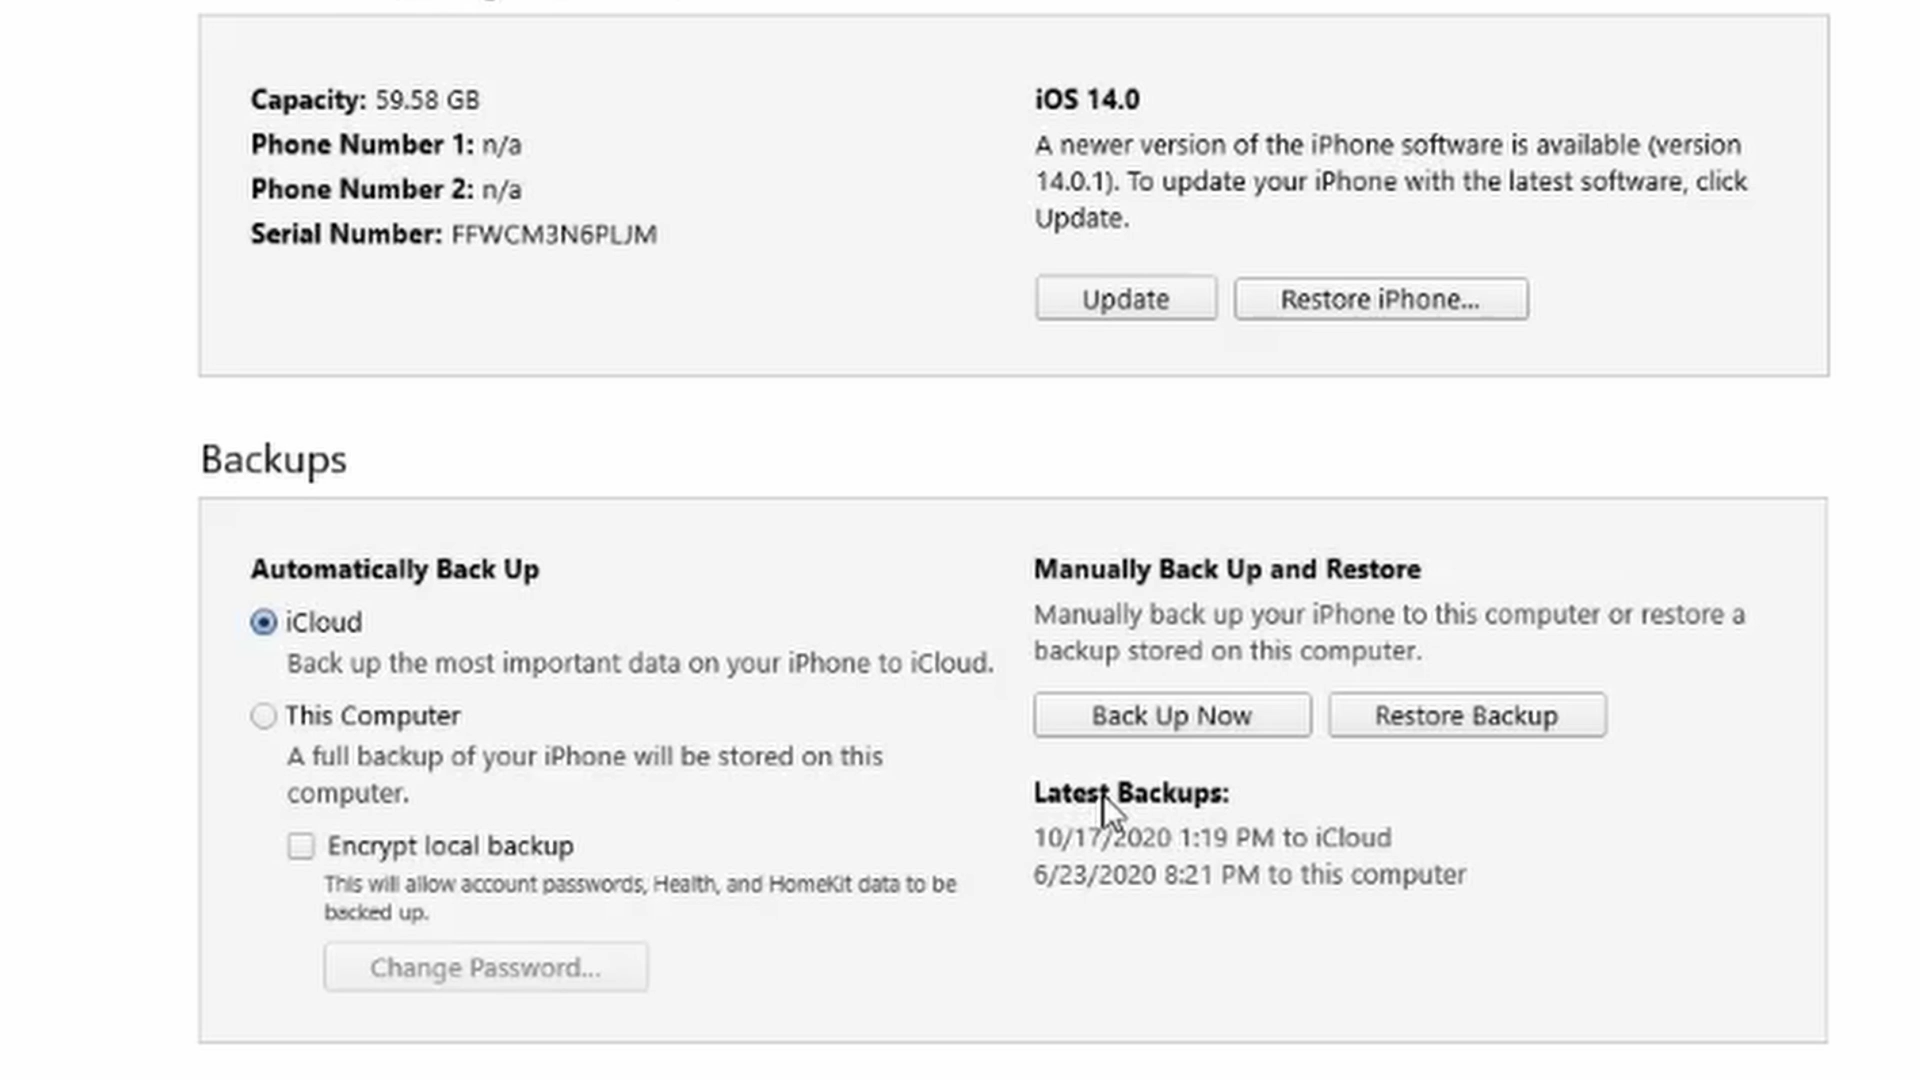 Capacity: 59.58 GB
Phone Number 1: n/a
Phone Number 2: n/a
Serial Number: FFWCM3N6PLJM
iOS 14.0
A newer version of the iPhone software is available (version
14.0.1). To update your iPhone with the latest software, click
Update.
Update
Restore iPhone...
Backups
Automatically Back Up
iCloud
Back up the most important data on your iPhone to iCloud.
This Computer
A full backup of your iPhone will be stored on this
computer.
Encrypt local backup
This will allow account passwords, Health, and HomeKit data to be
backed up.
Change Password...
Manually Back Up and Restore
Manually back up your iPhone to this computer or restore a
backup stored on this computer.
Back Up Now
Restore Backup
Latest Backups:
10/17/2020 1:19 PM to iCloud
6/23/2020 8:21 PM to this computer